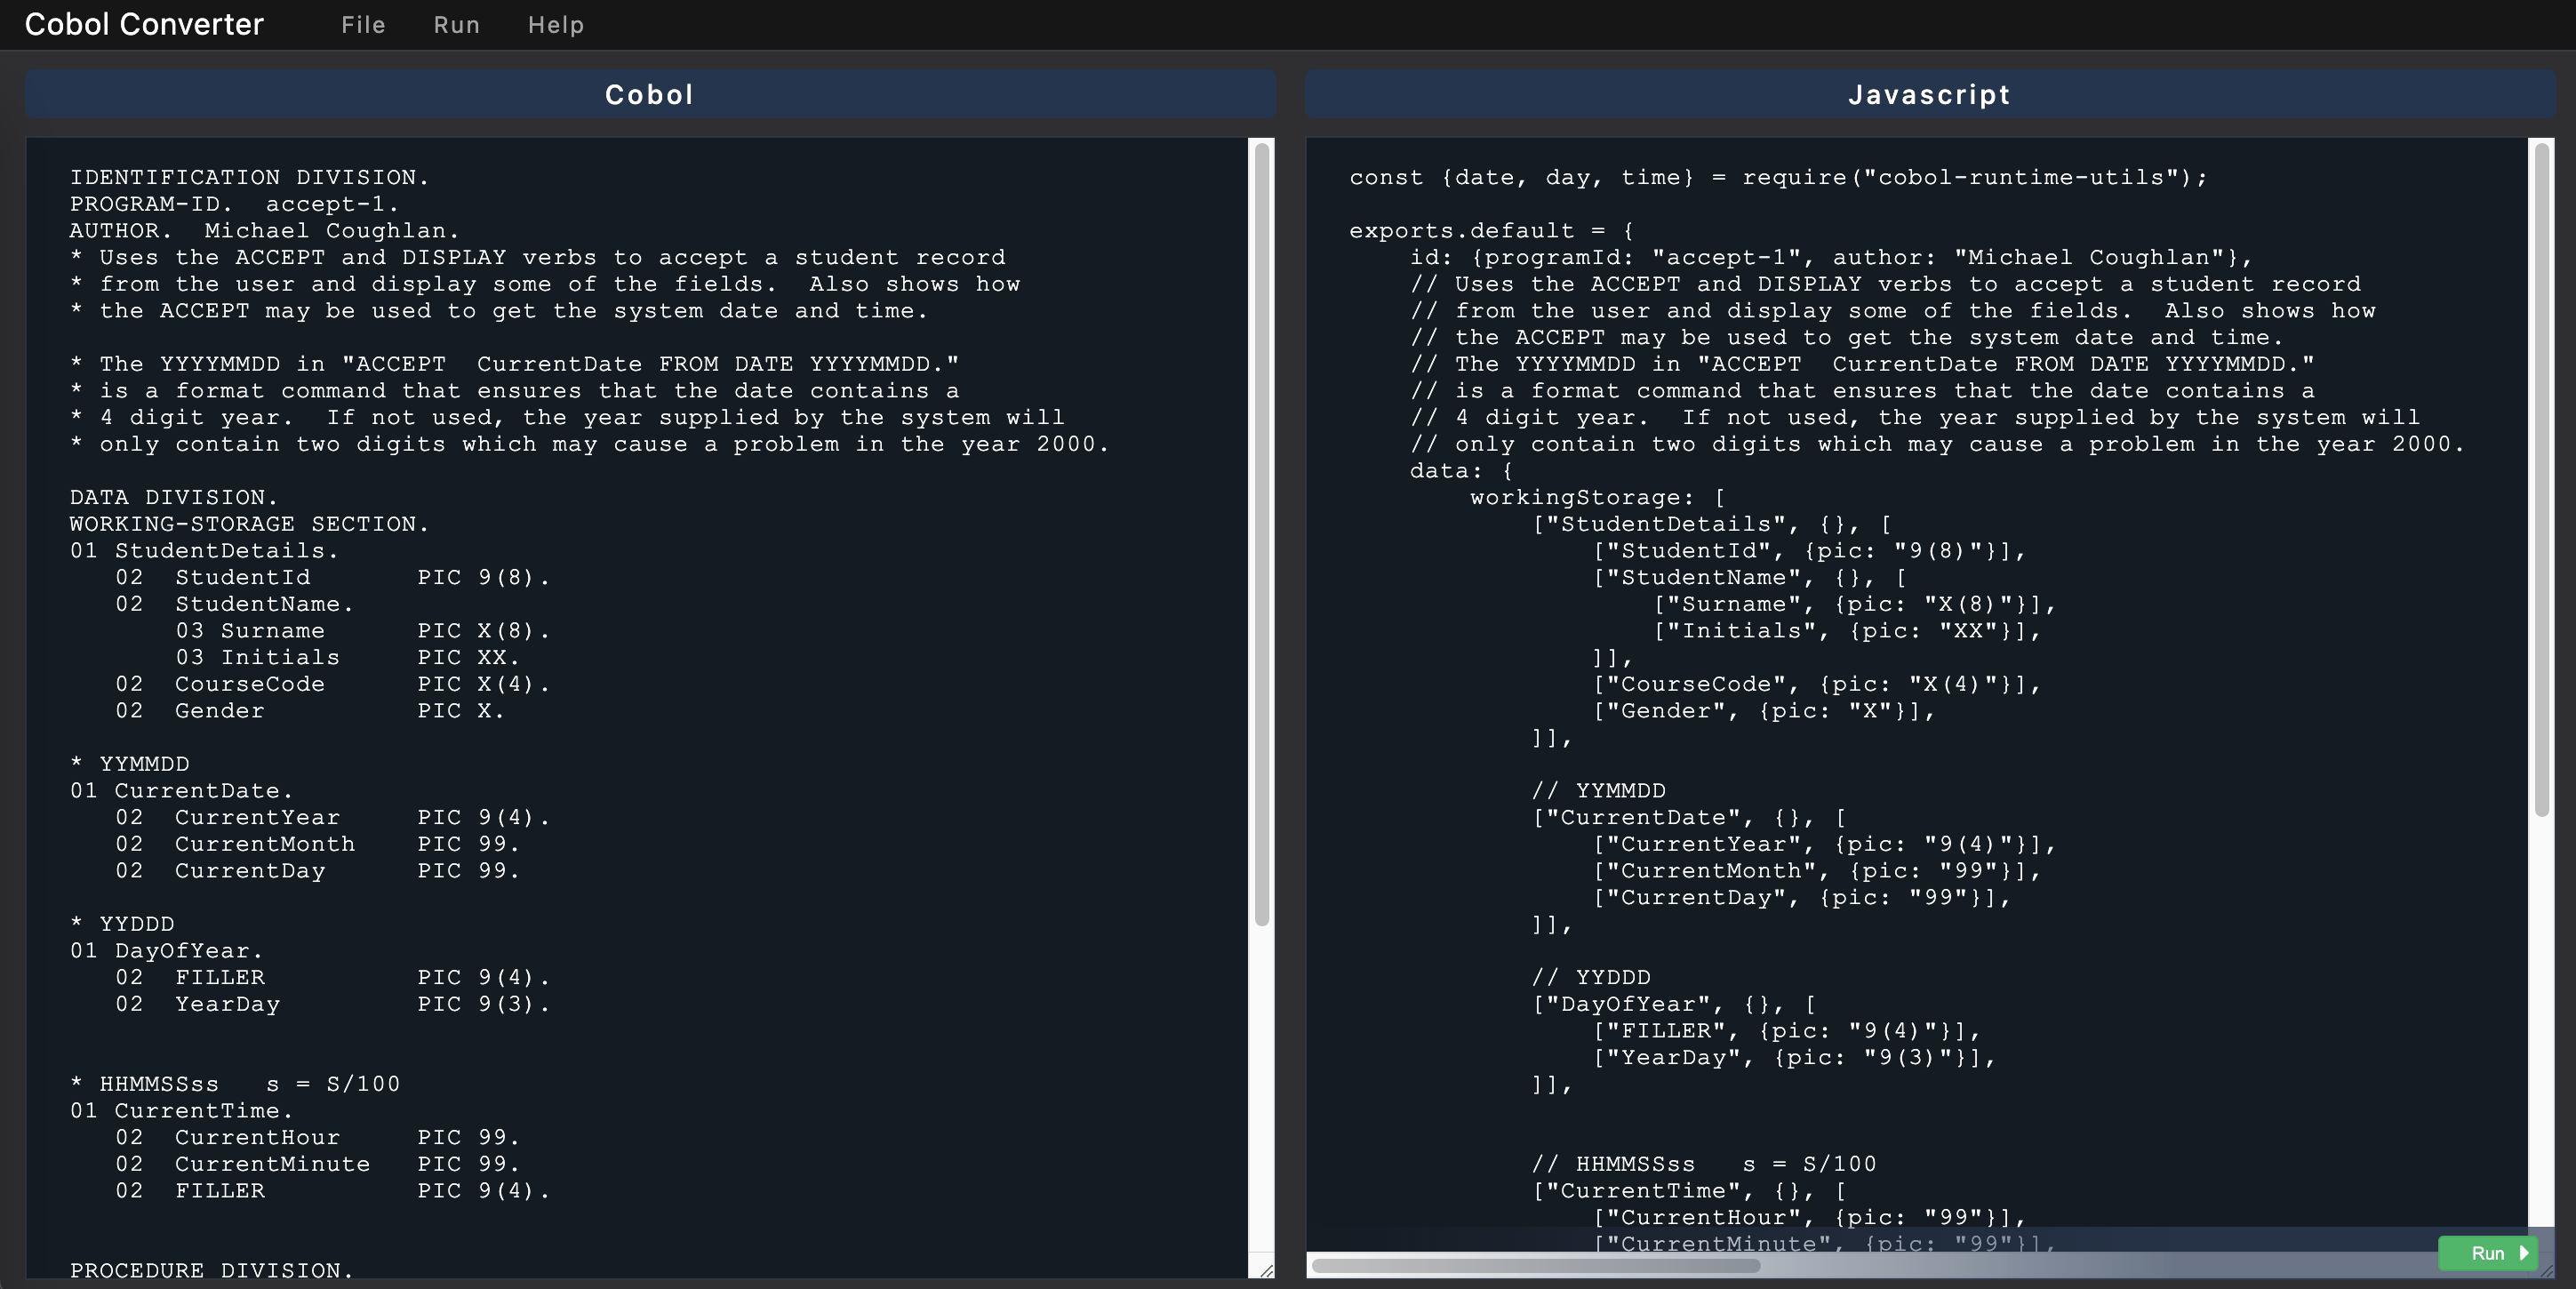 Cobol Converter File Run Help
Cobol
IDENTIFICATION DIVISION.
PROGRAM-ID.  accept-1.
AUTHOR.  Michael Coughlan.
* Uses the ACCEPT and DISPLAY verbs to accept a student record
* from the user and display some of the fields.  Also shows how
* the ACCEPT may be used to get the system date and time.
* The YYYYMMDD in "ACCEPT  CurrentDate FROM DATE YYYYMMDD."
* is a format command that ensures that the date contains a
* 4 digit year.  If not used, the year supplied by the system will
* only contain two digits which may cause a problem in the year 2000.
DATA DIVISION.
WORKING-STORAGE SECTION.
01 StudentDetails.
   02  StudentId       PIC 9(8).
   02  StudentName.
       03 Surname      PIC X(8).
       03 Initials     PIC XX.
   02  CourseCode      PIC X(4).
   02  Gender          PIC X.
* YYMMDD
01 CurrentDate.
   02  CurrentYear     PIC 9(4).
   02  CurrentMonth    PIC 99.
   02  CurrentDay      PIC 99.
* YYDDD
01 DayOfYear.
   02  FILLER          PIC 9(4).
   02  YearDay         PIC 9(3).
* HHMMSSss   s = S/100
01 CurrentTime.
   02  CurrentHour     PIC 99.
   02  CurrentMinute   PIC 99.
   02  FILLER          PIC 9(4).
PROCEDURE DIVISION.
Javascript
const {date, day, time} = require("cobol-runtime-utils");
exports.default = {
    id: {programId: "accept-1", author: "Michael Coughlan"},
    // Uses the ACCEPT and DISPLAY verbs to accept a student record
    // from the user and display some of the fields.  Also shows how
    // the ACCEPT may be used to get the system date and time.
    // The YYYYMMDD in "ACCEPT  CurrentDate FROM DATE YYYYMMDD."
    // is a format command that ensures that the date contains a
    // 4 digit year.  If not used, the year supplied by the system will
    // only contain two digits which may cause a problem in the year 2000.
    data: {
        workingStorage: [
            ["StudentDetails", {}, [
                ["StudentId", {pic: "9(8)"}],
                ["StudentName", {}, [
                    ["Surname", {pic: "X(8)"}],
                    ["Initials", {pic: "XX"}],
                ]],
                ["CourseCode", {pic: "X(4)"}],
                ["Gender", {pic: "X"}],
            ]],
            // YYMMDD
            ["CurrentDate", {}, [
                ["CurrentYear", {pic: "9(4)"}],
                ["CurrentMonth", {pic: "99"}],
                ["CurrentDay", {pic: "99"}],
            ]],
            // YYDDD
            ["DayOfYear", {}, [
                ["FILLER", {pic: "9(4)"}],
                ["YearDay", {pic: "9(3)"}],
            ]],
            // HHMMSSss   s = S/100
            ["CurrentTime", {}, [
                ["CurrentHour", {pic: "99"}],
                ["CurrentMinute", {pic: "99"}],
Run